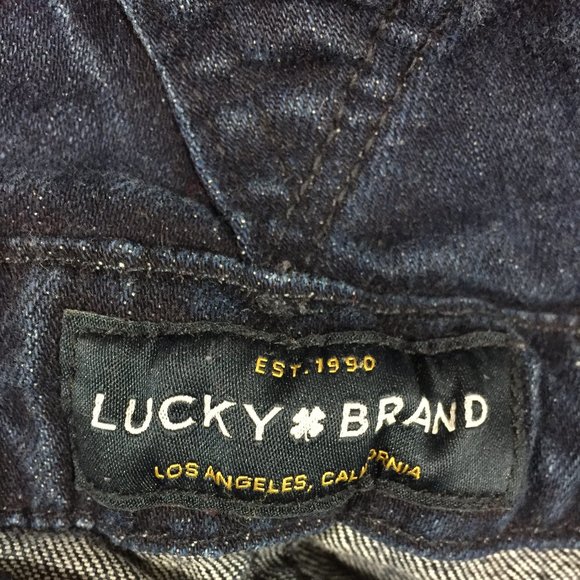 EST. 1990
LUCKY BRAND
LOS ANGELES, CALIFORNIA